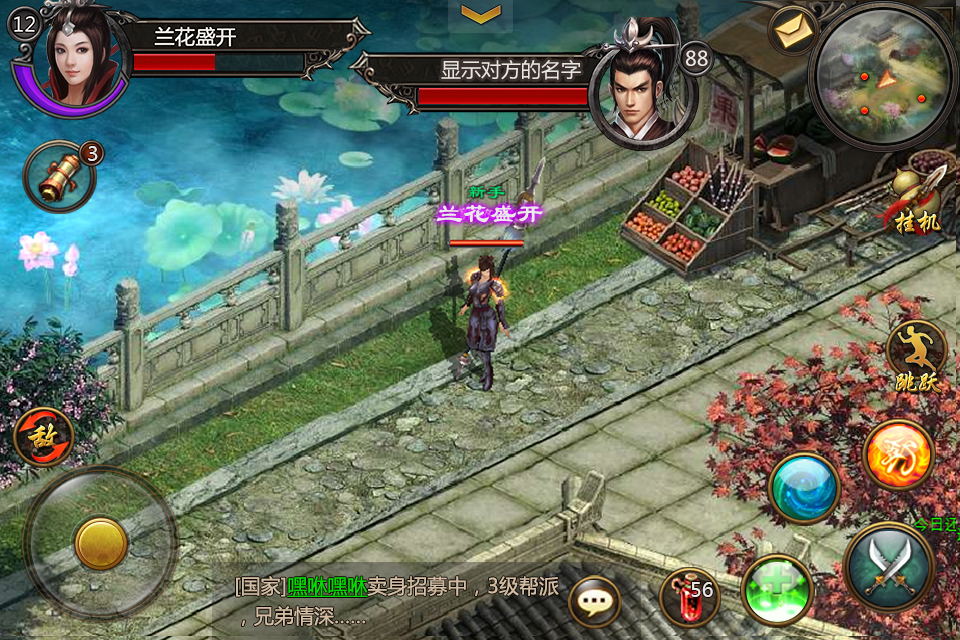 12
兰花盛开
显示对方的名字
88
3
果
新手
兰花盛开
挂机
跳跃
敌
今日还
[国家]嘿咻嘿咻卖身招募中，3级帮派
，兄弟情深......
56